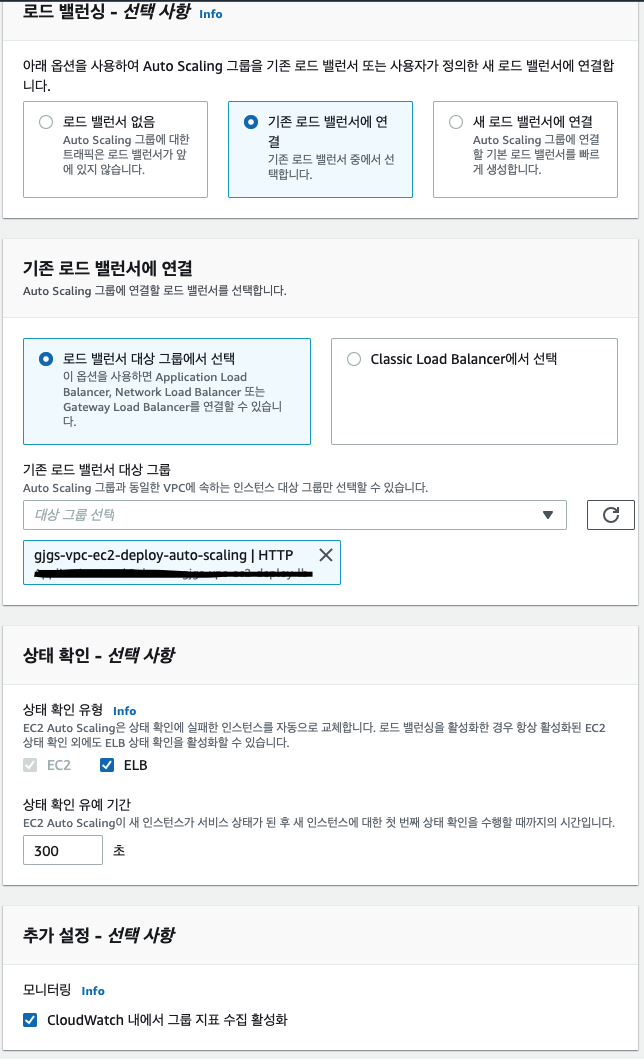 로드 밸런싱 - 선택 사항 Info
아래 옵션을 사용하여 Auto Scaling 그룹을 기존 로드 밸런서 또는 사용자가 정의한 새 로드 밸런서에 연결합
니다.
로드 밸런서 없음
Auto Scaling 그룹에 대한
트래픽은 로드 밸런서가 앞
에 있지 않습니다.
기존 로드 밸런서에 연
결
기존 로드 밸런서 중에서 선
택합니다.
새 로드 밸런서에 연결
Auto Scaling 그룹에 연결
할 기본 로드 밸런서를 빠르
게 생성합니다.
기존 로드 밸런서에 연결
Auto Scaling 그룹에 연결할 로드 밸런서를 선택합니다.
로드 밸런서 대상 그룹에서 선택
이 옵션을 사용하면 Application Load
Balancer, Network Load Balancer 또는
Gateway Load Balancer를 연결할 수 있습니
다.
Classic Load Balancer에서 선택
기존 로드 밸런서 대상 그룹
Auto Scaling 그룹과 동일한 VPC에 속하는 인스턴스 대상 그룹만 선택할 수 있습니다.
대상 그룹 선택
gjgs-vpc-ec2-deploy-auto-scaling | HTTP
상태 확인 - 선택 사항
상태 확인 유형 Info
EC2 Auto Scaling은 상태 확인에 실패한 인스턴스를 자동으로 교체합니다. 로드 밸런싱을 활성화한 경우 항상 활성화된 EC2
상태 확인 외에도 ELB 상태 확인을 활성화할 수 있습니다.
EC2 ELB
상태 확인 유예 기간
EC2 Auto Scaling이 새 인스턴스가 서비스 상태가 된 후 새 인스턴스에 대한 첫 번째 상태 확인을 수행할 때까지의 시간입니다.
300 초
추가 설정 - 선택 사항
모니터링 Info
CloudWatch 내에서 그룹 지표 수집 활성화